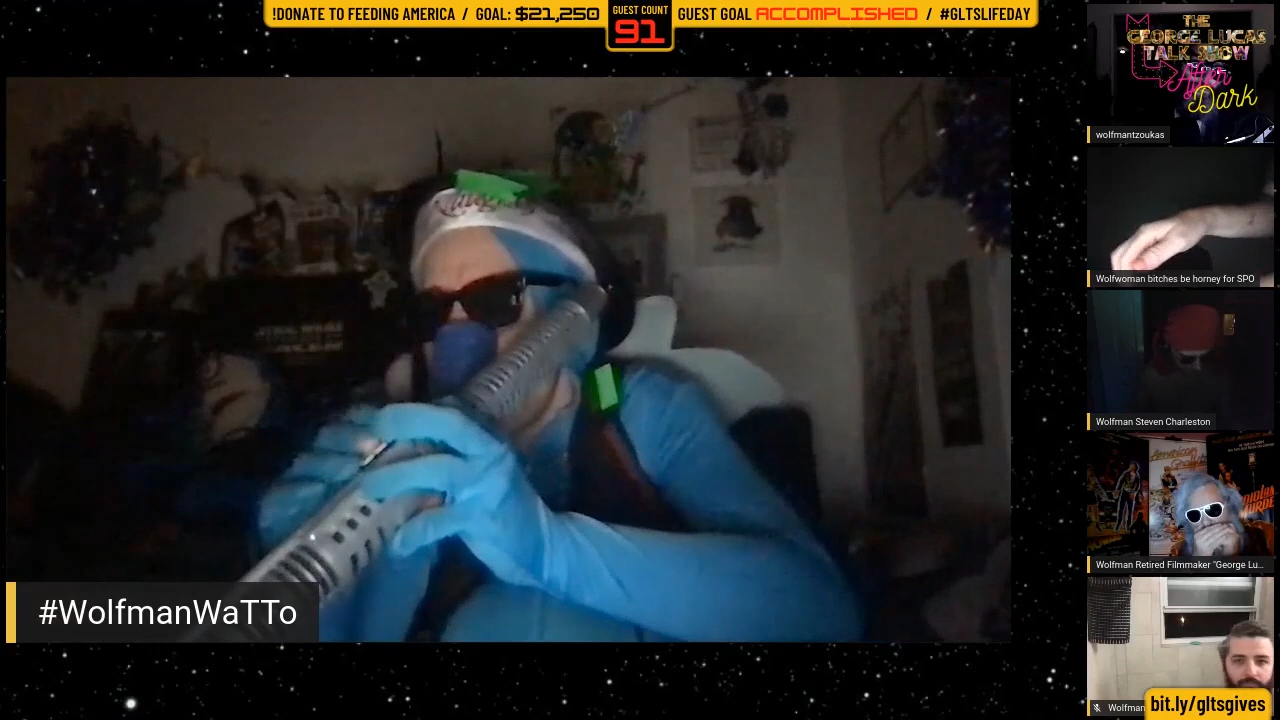 !DONATE TO FEEDING AMERICA / GOAL: $21,250
GUEST COUNT
91
GUEST GOAL ACCOMPLISHED / #GLTSLIFEDAY
THE
GEORGE LUCAS
TALK SHOW
After
Dark
wolfmantzoukas
Wolfwoman bitches be horney for SPO
Wolfman Steven Charleston
Wolfman Retired Filmmaker "George Lu...
Wolfman
bit.ly/gltsgives
#WolfmanWaTTo